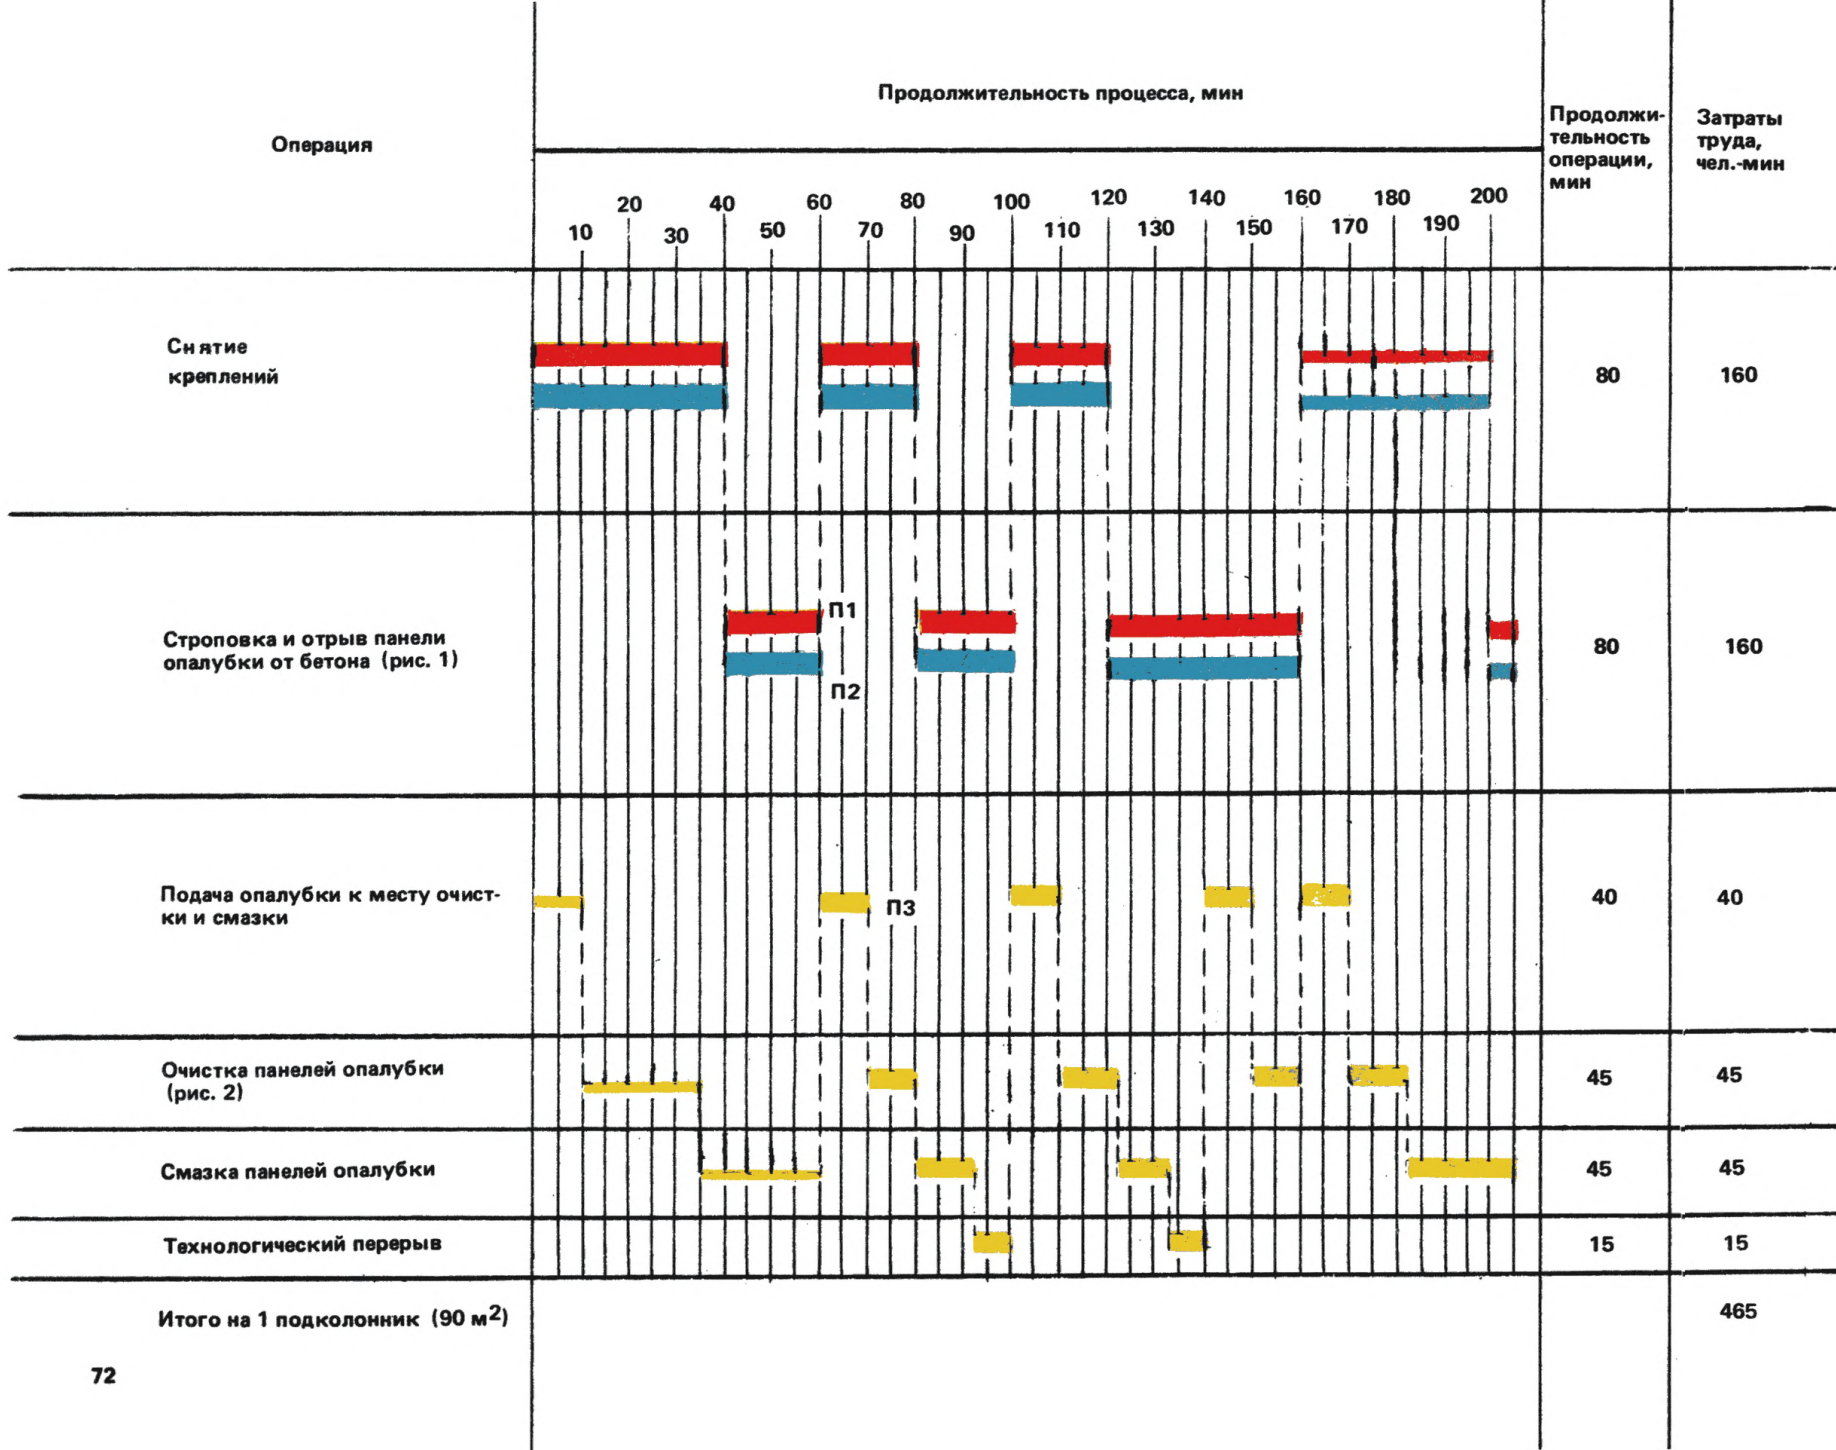 Операция
Продолжительность процесса, мин
Продолжи-
тельность
операции,
мин
Затраты
труда,
чел.-мин
20 40 60 80 100 120 140 160 180 200
10 30 50 70 90 110 130 150 170 190
Снятие
креплений
80 160
Строповка и отрыв панели
опалубки от бетона (рис. 1)
П1
П2
80 160
Подача опалубки к месту очист-
ки и смазки
П3
40 40
Очистка панелей опалубки
(рис. 2)
45 45
Смазка панелей опалубки
45 45
Технологический перерыв
15 15
Итого на 1 подколонник (90 м2)
465
72